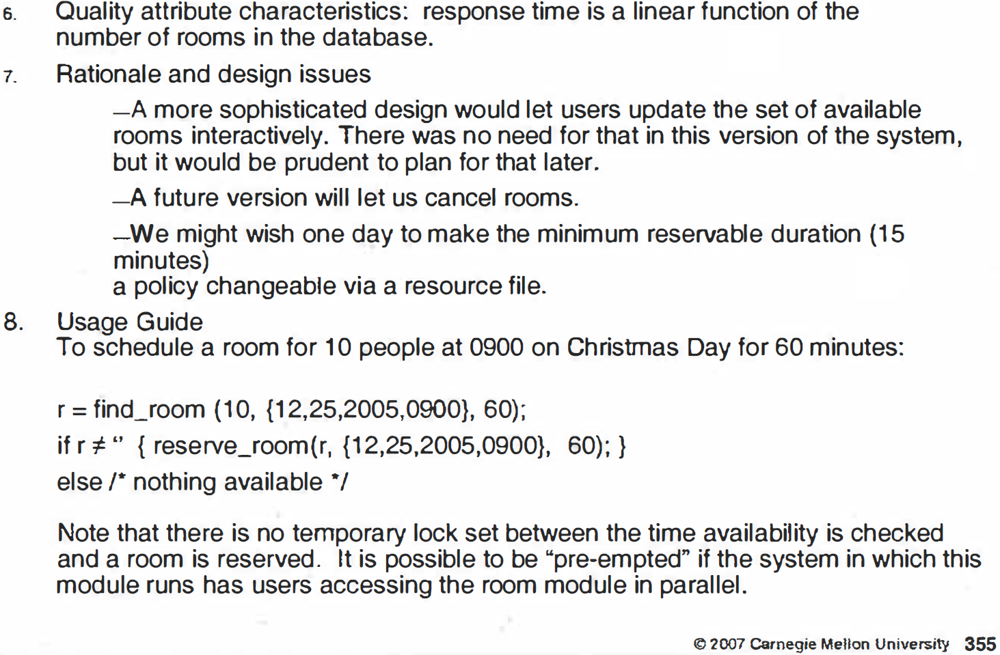 6. Quality attribute characteristics: response time is a linear function of the
number of rooms in the database.
7. Rationale and design issues
—A more sophisticated design would let users update the set of available
rooms interactively. There was no need for that in this version of the system,
but it would be prudent to plan for that later.
—A future version will let us cancel rooms.
—We might wish one day to make the minimum reservable duration (15
minutes)
a policy changeable via a resource file.
8. Usage Guide
To schedule a room for 10 people at 0900 on Christmas Day for 60 minutes:
r = find_room (10, {12,25,2005,0900}, 60);
if r ≠ “” { reserve_room(r, {12,25,2005,0900}, 60); }
else /* nothing available */
Note that there is no temporary lock set between the time availability is checked
and a room is reserved. It is possible to be “pre-empted” if the system in which this
module runs has users accessing the room module in parallel.
© 2007 Carnegie Mellon University 355